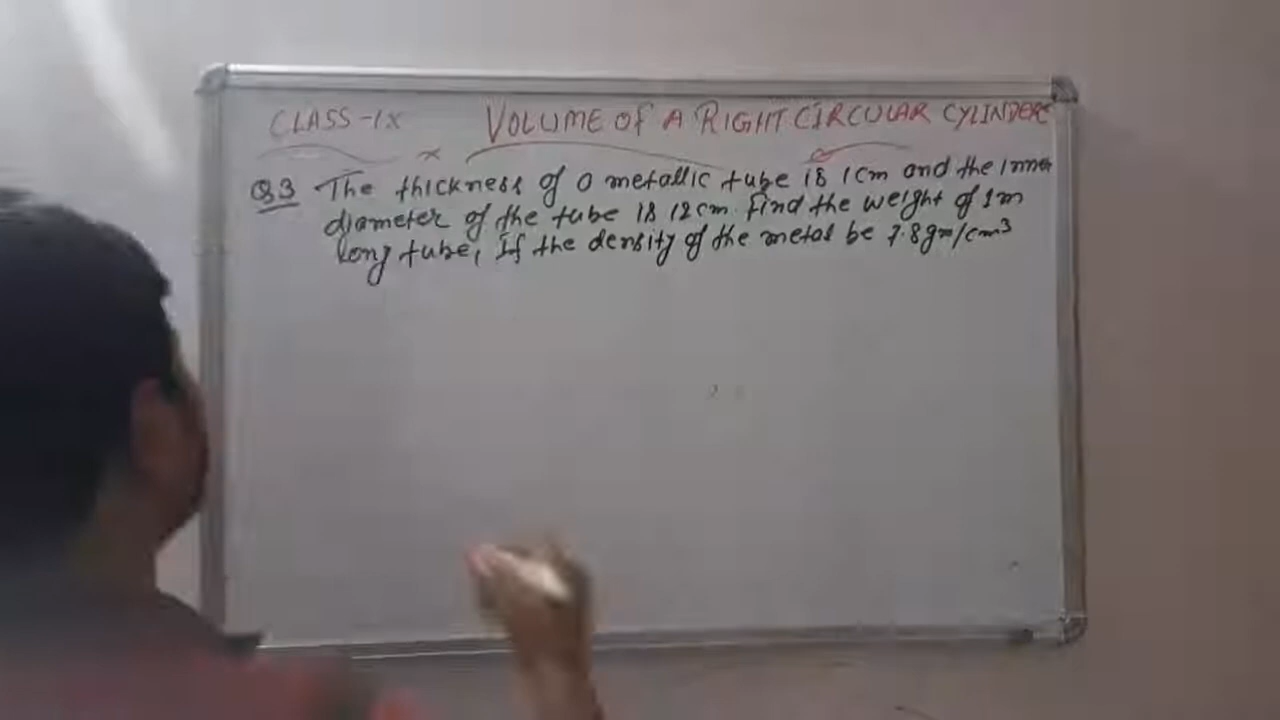 CLASS-IX VOLUME OF A RIGHT CIRCULAR CYLINDERS
Q3 The thickness of a metallic tube is 1cm and the inner
diameter of the tube is 12cm. find the weight of 1m
long tube, If the density of the metal be 7.8gm/cm³